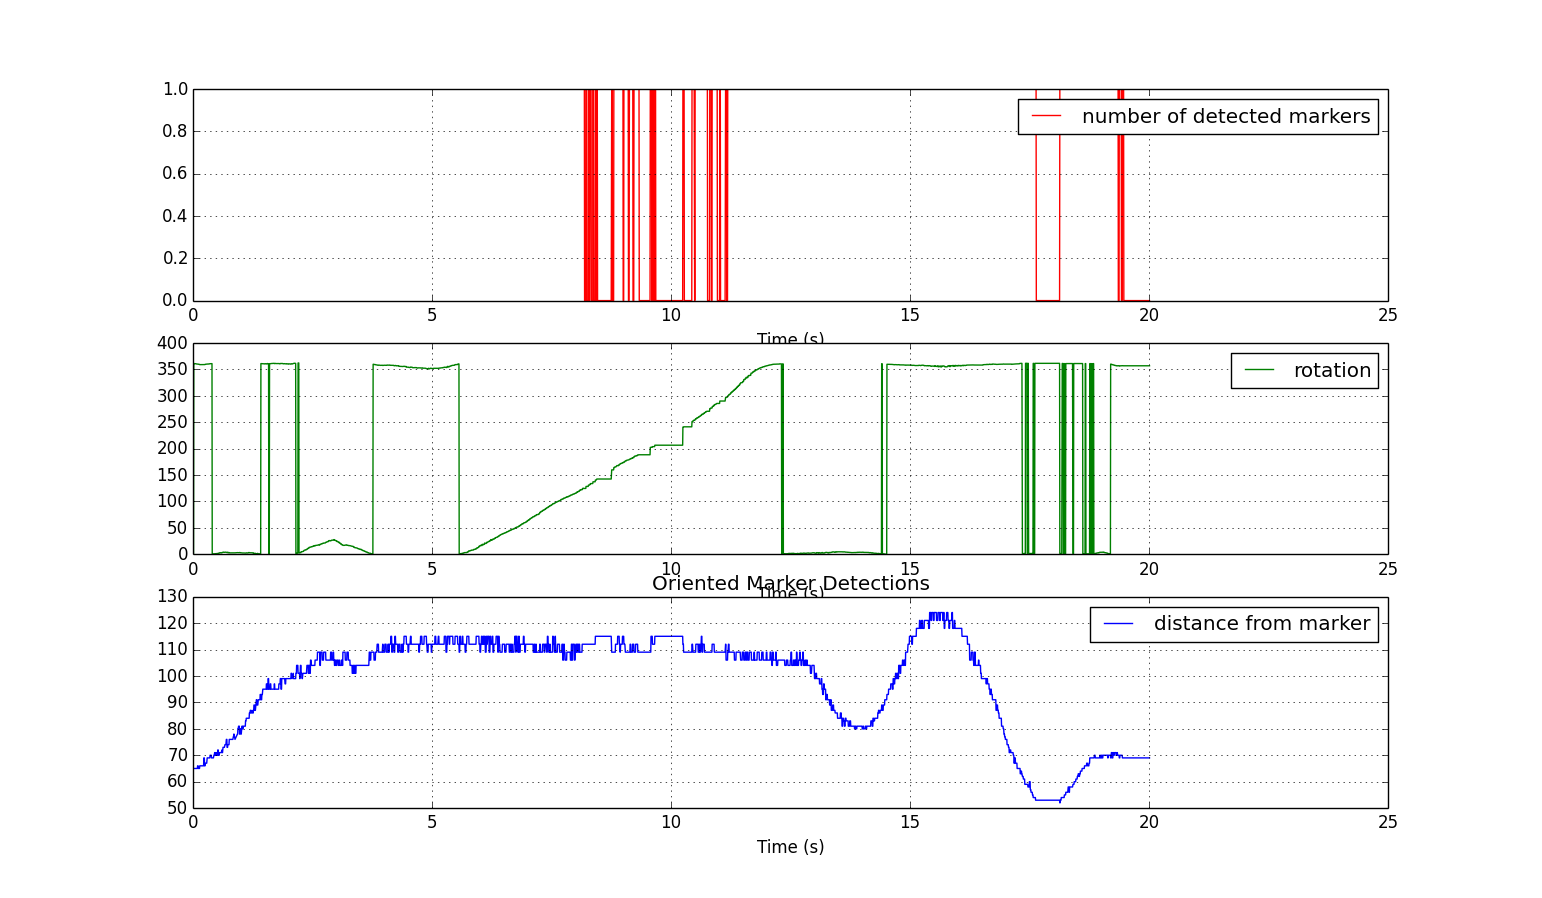 1.0
0.8
0.6
0.4
0.2
0.0
number of detected markers
0 5 10 15 20 25
Time (s)
400
350
300
250
200
150
100
50
0
rotation
0 5 10 15 20 25
Time (s)
Oriented Marker Detections
130
120
110
100
90
80
70
60
50
distance from marker
0 5 10 15 20 25
Time (s)